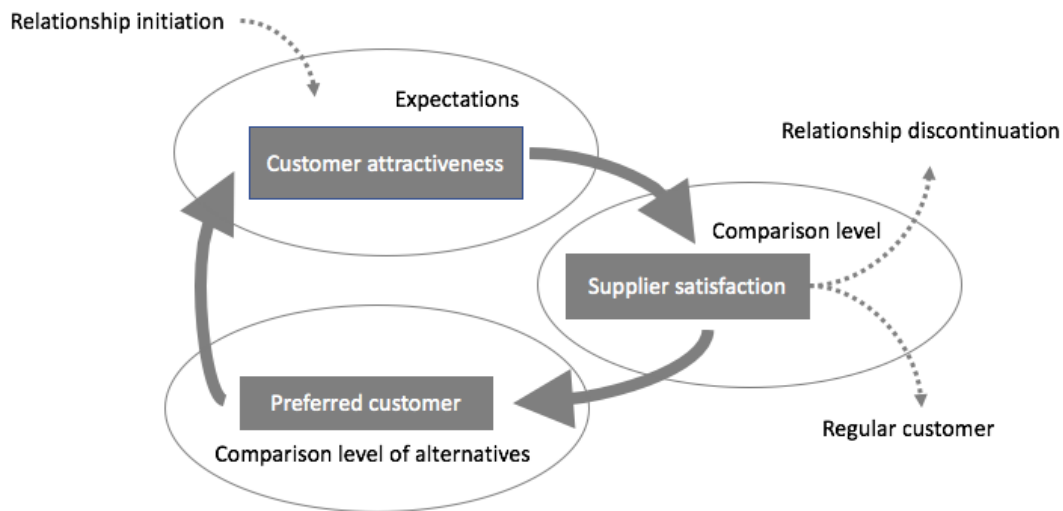 Relationship initiation
Expectations
Customer attractiveness
Relationship discontinuation
Comparison level
Supplier satisfaction
Preferred customer
Comparison level of alternatives
Regular customer